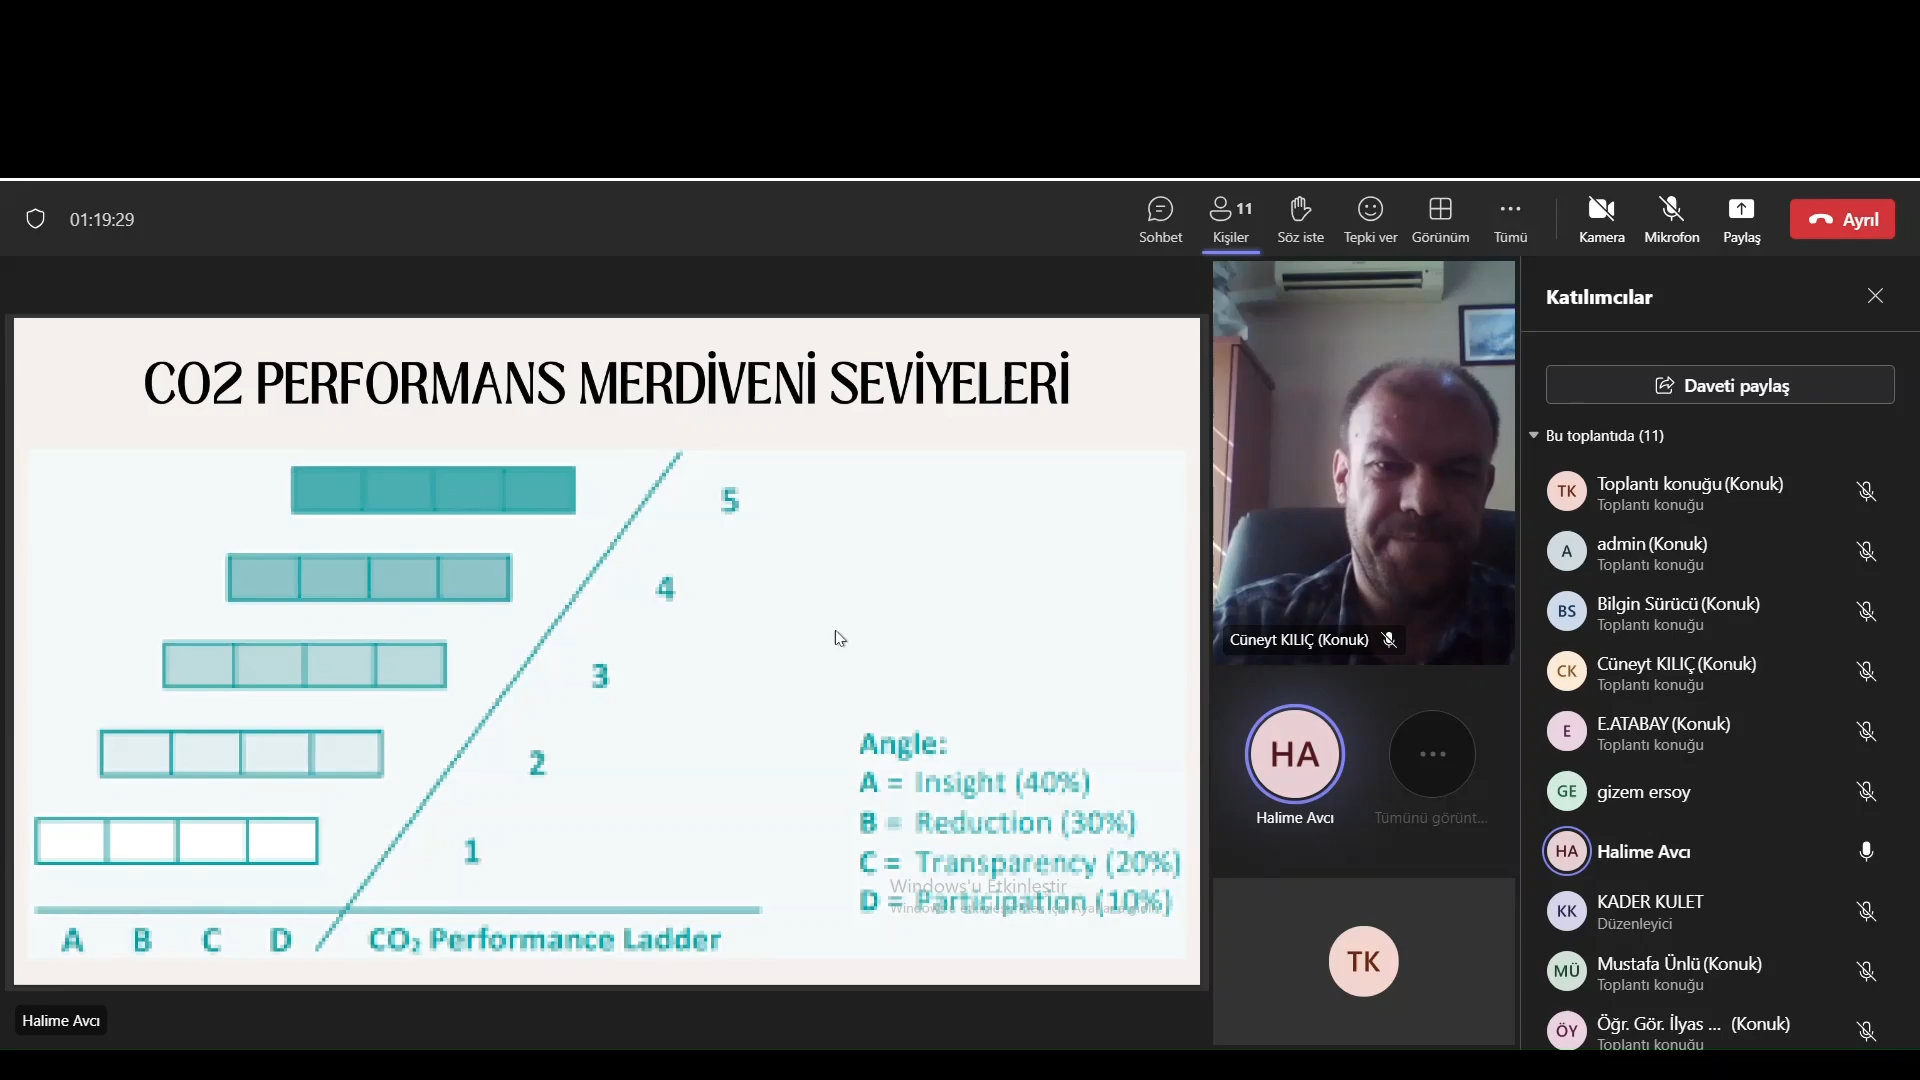 01:19:29
Sohbet
Kişiler
11
Söz iste
Tepki ver
Görünüm
Tümü
Kamera
Mikrofon
Paylaş
Ayrıl
CO2 PERFORMANS MERDİVENİ SEVİYELERİ
5
4
3
2
1
Angle:
A = Insight (40%)
B = Reduction (30%)
C = Transparency (20%)
D = Participation (10%)
Windows'u Etkinleştir
A B C D
CO₂ Performance Ladder
Halime Avcı
Cüneyt KILIÇ (Konuk)
HA
Halime Avcı
Tümünü görünt...
TK
Katılımcılar
Daveti paylaş
Bu toplantıda (11)
TK
Toplantı konuğu (Konuk)
Toplantı konuğu
A
admin (Konuk)
Toplantı konuğu
BS
Bilgin Sürücü (Konuk)
Toplantı konuğu
CK
Cüneyt KILIÇ (Konuk)
Toplantı konuğu
E
E.ATABAY (Konuk)
Toplantı konuğu
GE
gizem ersoy
HA
Halime Avcı
KK
KADER KULET
Düzenleyici
MÜ
Mustafa Ünlü (Konuk)
Toplantı konuğu
ÖY
Öğr. Gör. İlyas ... (Konuk)
Toplantı konuğu